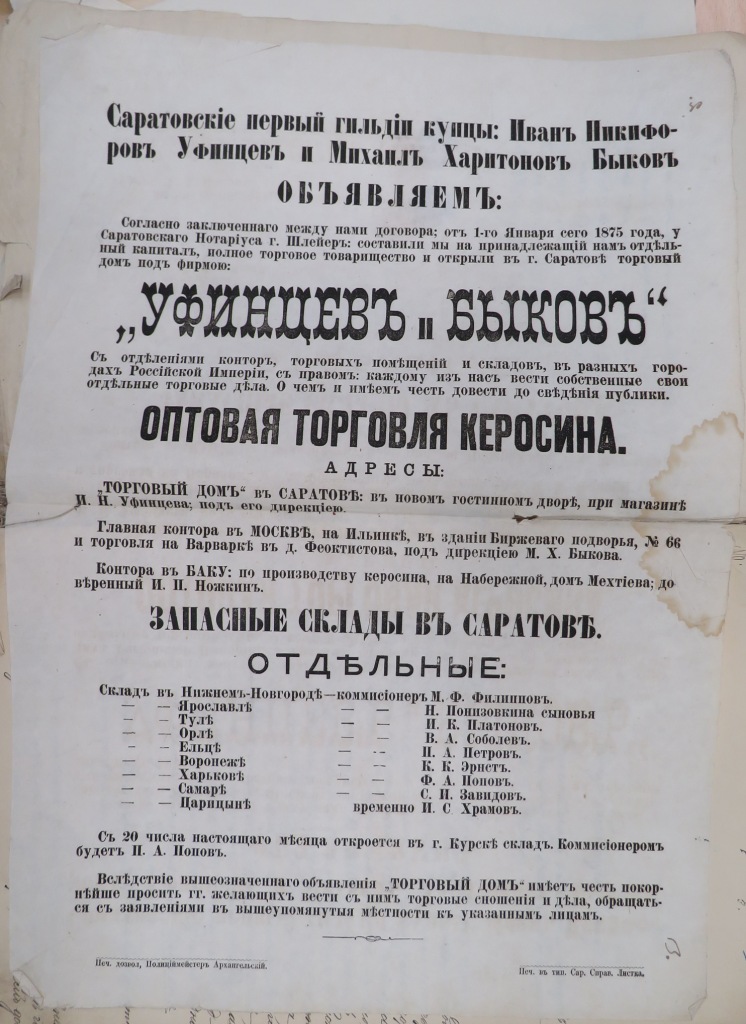 Саратовскіе первый гильдіи купцы: Иванъ Никифо-
ровъ Уфинцевъ и Михаилъ Харитоновъ Быковъ
ОБЪЯВЛЯЕМЪ:
Согласно заключеннаго между нами договора; отъ 1-го Января сего 1875 года, у
Саратовскаго Нотаріуса г. Шлейеръ: составили мы на принадлежащій намъ отдѣль-
ный капиталъ, полное торговое товарищество и открыли въ г. Саратовѣ торговый
домъ подъ фирмою:
„УФИНЦЕВЪ и БЫКОВЪ“
Съ отдѣленіями конторъ, торговыхъ помѣщеній и складовъ, въ разныхъ горо-
дахъ Россійской Имперіи, съ правомъ: каждому изъ насъ вести собственные свои
отдѣльные торговые дѣла. О чемъ и имѣемъ честь довести до свѣдѣнія публики.
ОПТОВАЯ ТОРГОВЛЯ КЕРОСИНА.
АДРЕСЫ:
„ТОРГОВЫЙ ДОМЪ“ въ САРАТОВѢ: въ новомъ гостинномъ дворѣ, при магазинѣ
И. Н. Уфинцева; подъ его дирекціею.
Главная контора въ МОСКВѢ, на Ильинкѣ, въ зданіи Биржеваго подворья, № 66
и торговля на Варваркѣ въ д. Феоктистова, подъ дирекціею М. Х. Быкова.
Контора въ БАКУ: по производству керосина, на Набережной, домъ Мехтіева; до
вѣренный И. П. Ножкинъ.
ЗАПАСНЫЕ СКЛАДЫ ВЪ САРАТОВѢ.
ОТДѢЛЬНЫЕ:
Складъ въ Нижнемъ-Новгородѣ—коммисіонеръ М. Ф. Филипповъ.
— — Ярославлѣ — — Н. Понизовкина сыновья
— — Тулѣ — — И. К. Платоновъ.
— — Орлѣ — — В. А. Соболевъ.
— — Ельцѣ — — П. А. Петровъ.
— — Воронежѣ — — К. К. Эрнстъ.
— — Харьковѣ — — Ф. А. Поповъ.
— — Самарѣ — — С. И. Завидовъ.
— — Царицынѣ временно И. С Храмовъ.
Съ 20 числа настоящаго мѣсяца откроется въ г. Курскѣ складъ. Коммисіонеромъ
будетъ П. А. Поповъ.
Вслѣдствіе вышеозначеннаго объявленія „ТОРГОВЫЙ ДОМЪ“ имѣетъ честь покор-
нѣйше просить гг. желающихъ вести съ нимъ торговые сношенія и дѣла, обращать-
ся съ заявленіями въ вышеупомянутыя мѣстности къ указаннымъ лицамъ.
Печ. дозвол, Полиціймейстеръ Архангельскій.
Печ. въ тип. Сар. Справ. Листка.